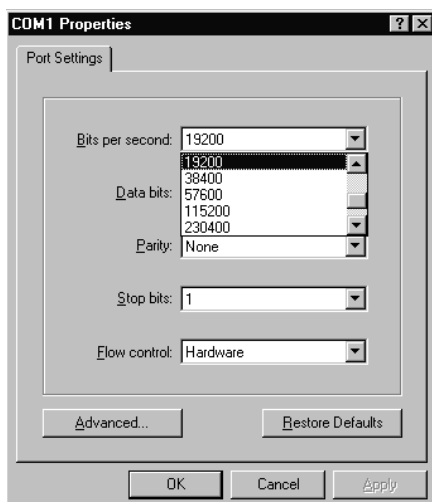 COM1 Properties
Port Settings
Bits per second: 19200
19200
38400
Data bits: 57600
115200
230400
Parity: None
Stop bits: 1
Flow control: Hardware
Advanced... Restore Defaults
OK Cancel Apply